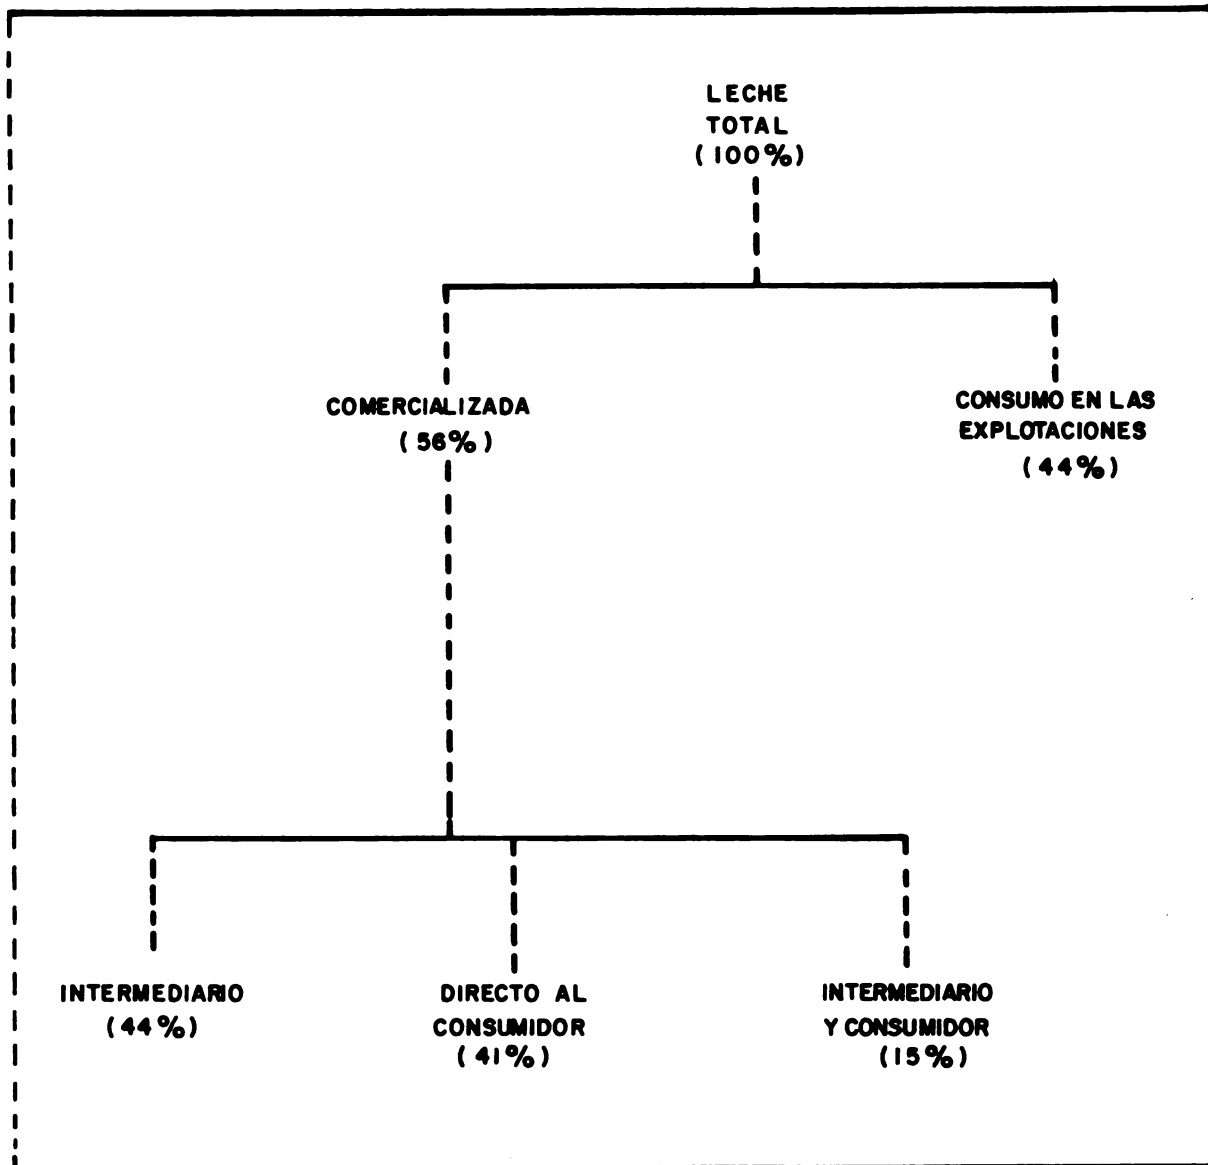 LECHE
TOTAL
(100%)
COMERCIALIZADA
(56%)
CONSUMO EN LAS
EXPLOTACIONES
(44%)
INTERMEDIARIO
(44%)
DIRECTO AL
CONSUMIDOR
(41%)
INTERMEDIARIO
Y CONSUMIDOR
(15%)